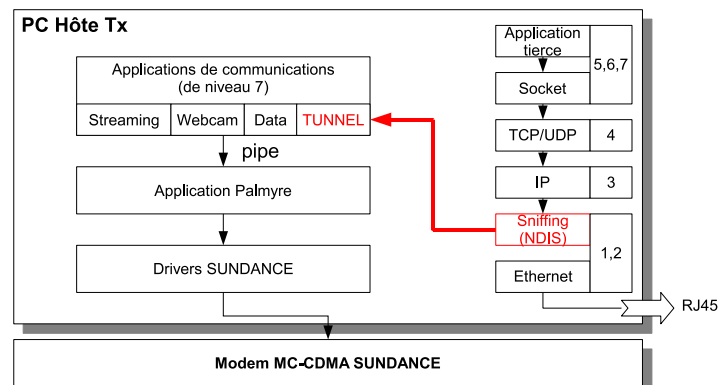 PC Hôte Tx
Applications de communications
(de niveau 7)
Streaming
Webcam
Data
TUNNEL
pipe
Application Palmyre
Drivers SUNDANCE
Application
tierce
5,6,7
Socket
TCP/UDP
4
IP
3
Sniffing
(NDIS)
1,2
Ethernet
RJ45
Modem MC-CDMA SUNDANCE